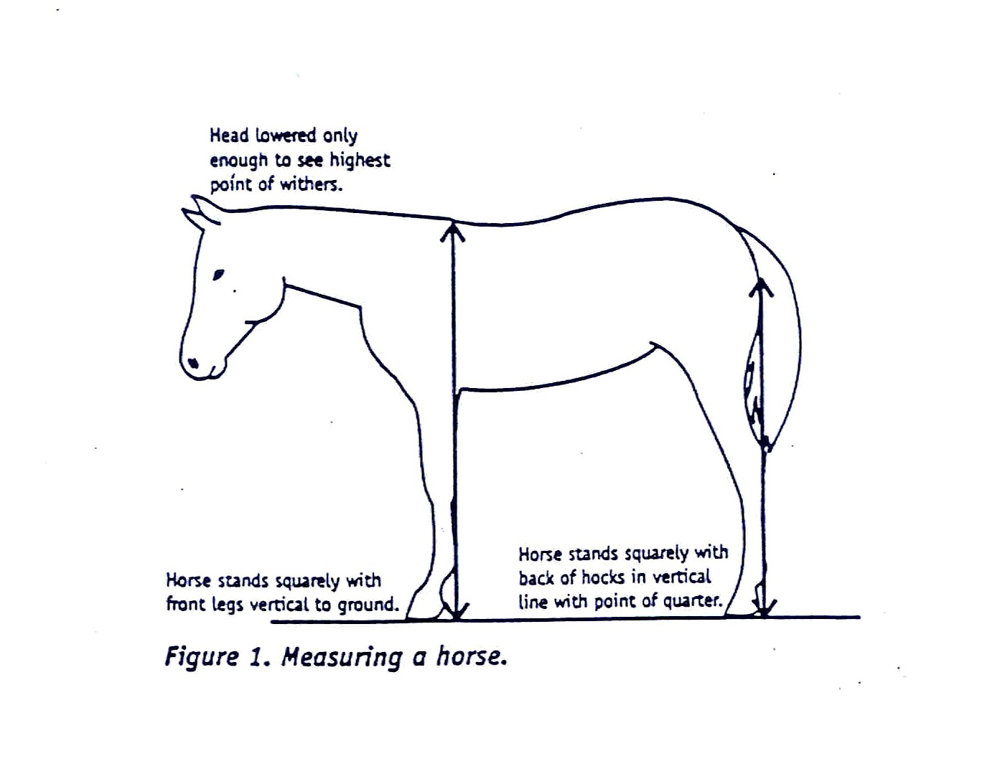 Head lowered only
enough to see highest
point of withers.
Horse stands squarely with
front legs vertical to ground.
Horse stands squarely with
back of hocks in vertical
line with point of quarter.
Figure 1. Measuring a horse.